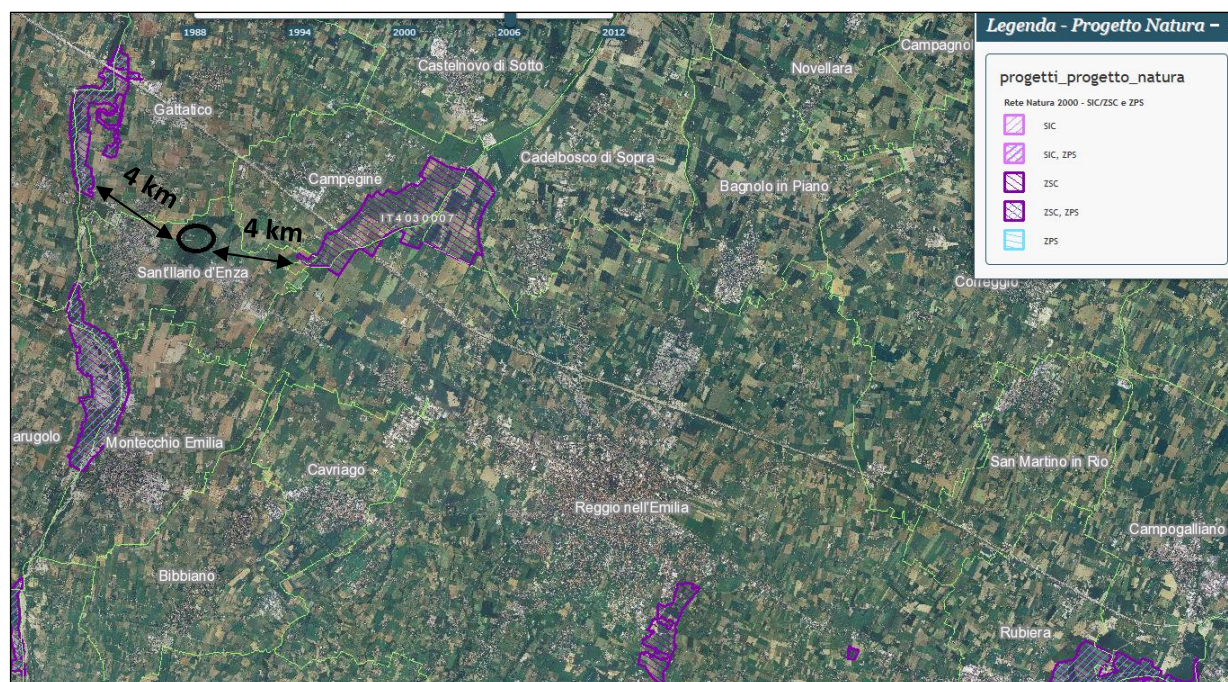 1988
1994
2000
2006
2012
Legenda - Progetto Natura –
progetti_progetto_natura
Rete Natura 2000 - SIC/ZSC e ZPS
SIC
SIC, ZPS
ZSC
ZSC, ZPS
ZPS
Campagnol
Castelnovo di Sotto
Novellara
Gattatico
Cadelbosco di Sopra
Campegine
Bagnolo in Piano
4 km
IT4030007
4 km
Sant'Ilario d'Enza
Correggio
arugolo
Montecchio Emilia
Cavriago
San Martino in Rio
Reggio nell'Emilia
Campogalliano
Bibbiano
Rubiera